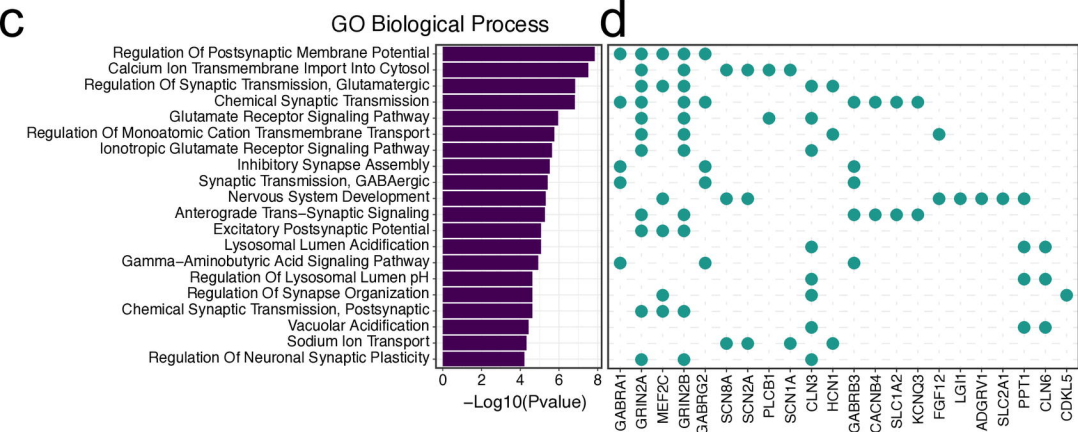 c
d
GO Biological Process
Regulation Of Postsynaptic Membrane Potential
Calcium Ion Transmembrane Import Into Cytosol
Regulation Of Synaptic Transmission, Glutamatergic
Chemical Synaptic Transmission
Glutamate Receptor Signaling Pathway
Regulation Of Monoatomic Cation Transmembrane Transport
Ionotropic Glutamate Receptor Signaling Pathway
Inhibitory Synapse Assembly
Synaptic Transmission, GABAergic
Nervous System Development
Anterograde Trans−Synaptic Signaling
Excitatory Postsynaptic Potential
Lysosomal Lumen Acidification
Gamma−Aminobutyric Acid Signaling Pathway
Regulation Of Lysosomal Lumen pH
Regulation Of Synapse Organization
Chemical Synaptic Transmission, Postsynaptic
Vacuolar Acidification
Sodium Ion Transport
Regulation Of Neuronal Synaptic Plasticity
0 2 4 6 8
−Log10(Pvalue)
GABRA1
GRIN2A
MEF2C
GRIN2B
GABRG2
SCN8A
SCN2A
PLCB1
SCN1A
CLN3
HCN1
GABRB3
CACNB4
SLC1A2
KCNQ3
FGF12
LGI1
ADGRV1
SLC2A1
PPT1
CLN6
CDKL5